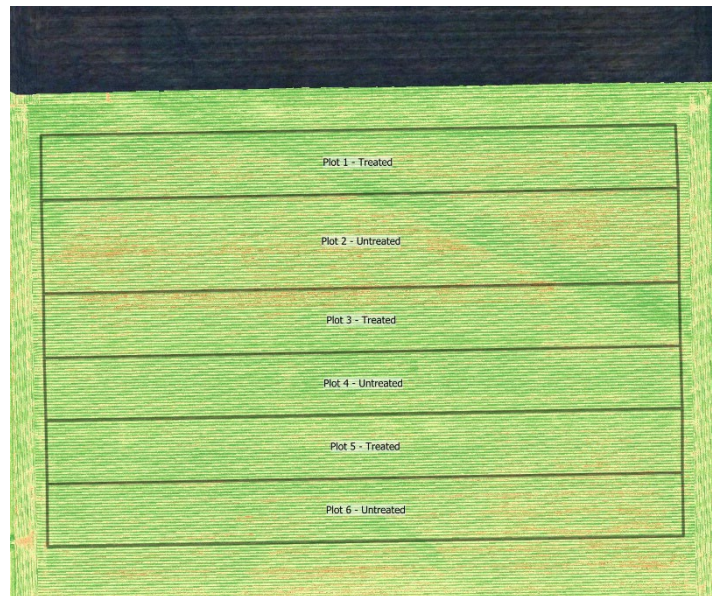 Plot 1 - Treated
Plot 2 - Untreated
Plot 3 - Treated
Plot 4 - Untreated
Plot 5 - Treated
Plot 6 - Untreated